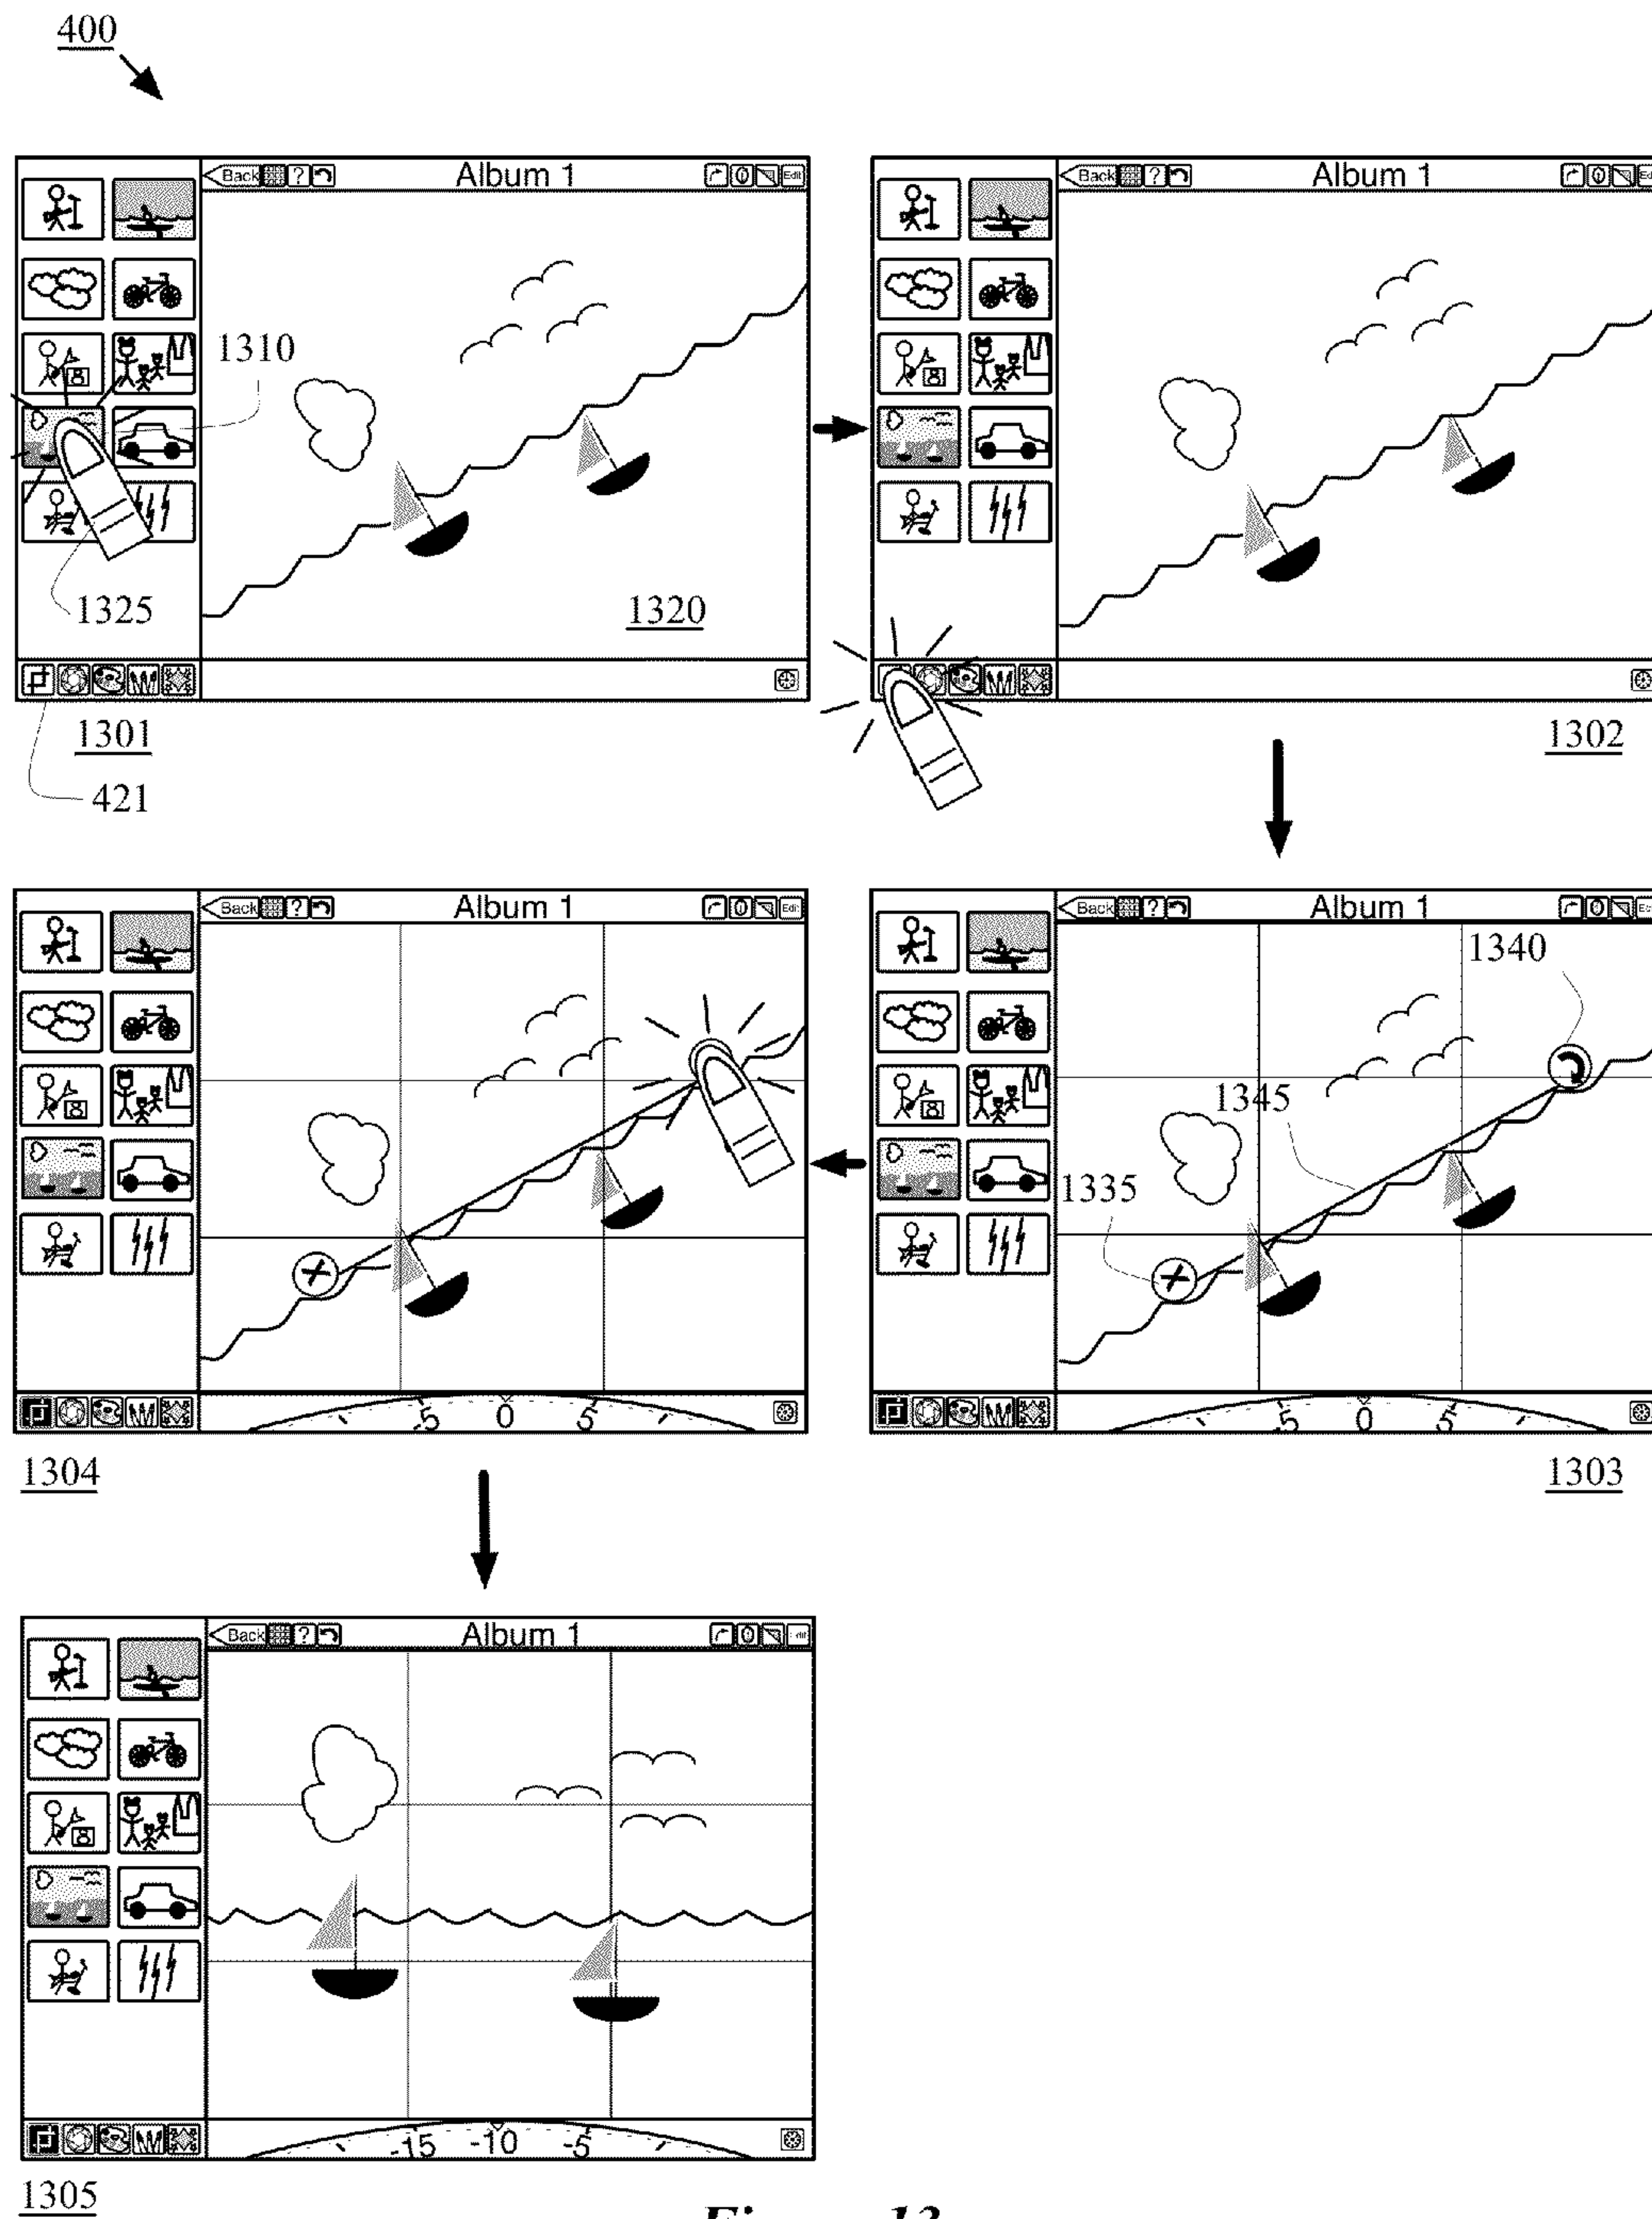 400
Back ? Album 1 Edit
1310
1325
1320
1301
421
Back ? Album 1
1302
Back ? Album 1 Edit
-5 0 5
1304
Back ? Album 1
1340
1345
1335
-5 0 5
1303
Back ? Album 1
-15 -10 -5
1305